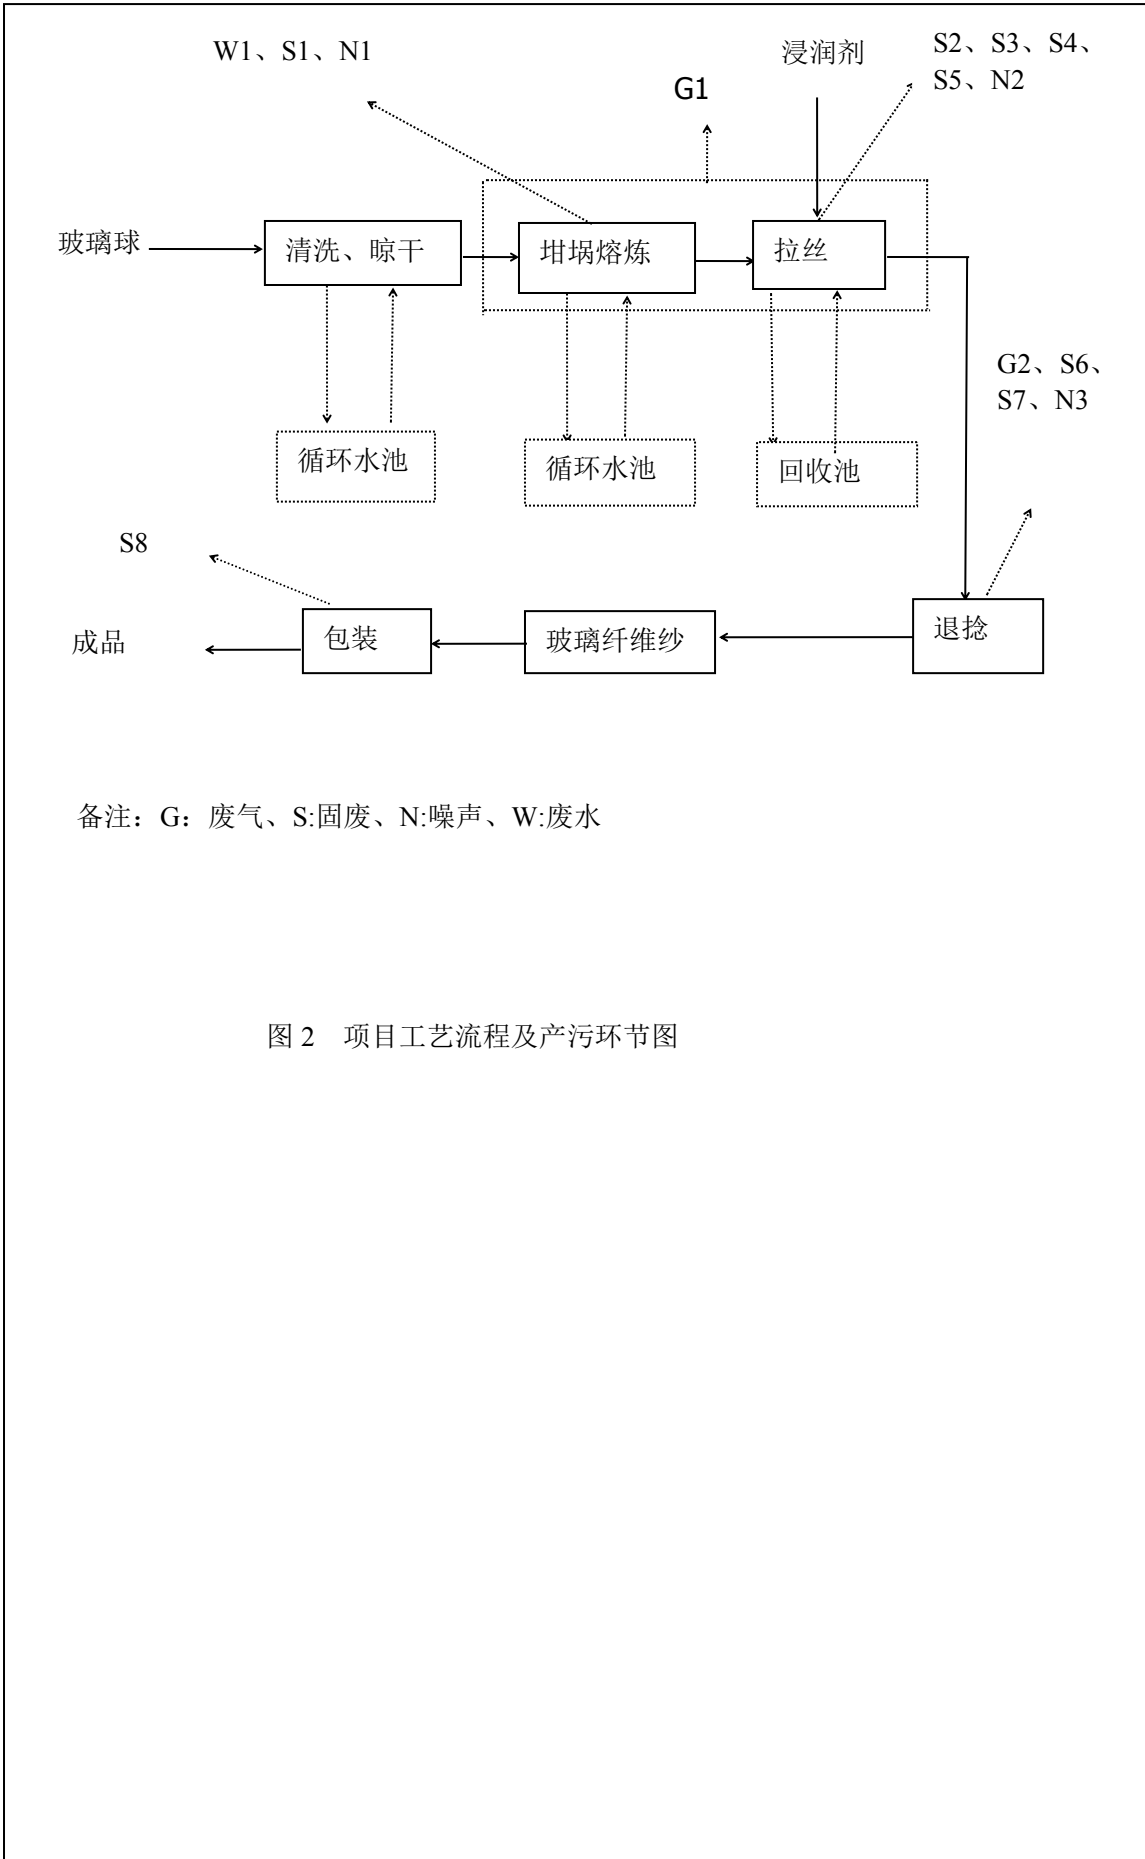 W1、S1、N1
G1
浸润剂
S2、S3、S4、
S5、N2
玻璃球
清洗、晾干
坩埚熔炼
拉丝
G2、S6、
S7、N3
循环水池
循环水池
回收池
S8
成品
包装
玻璃纤维纱
退捻
备注：G：废气、S:固废、N:噪声、W:废水
图 2　项目工艺流程及产污环节图